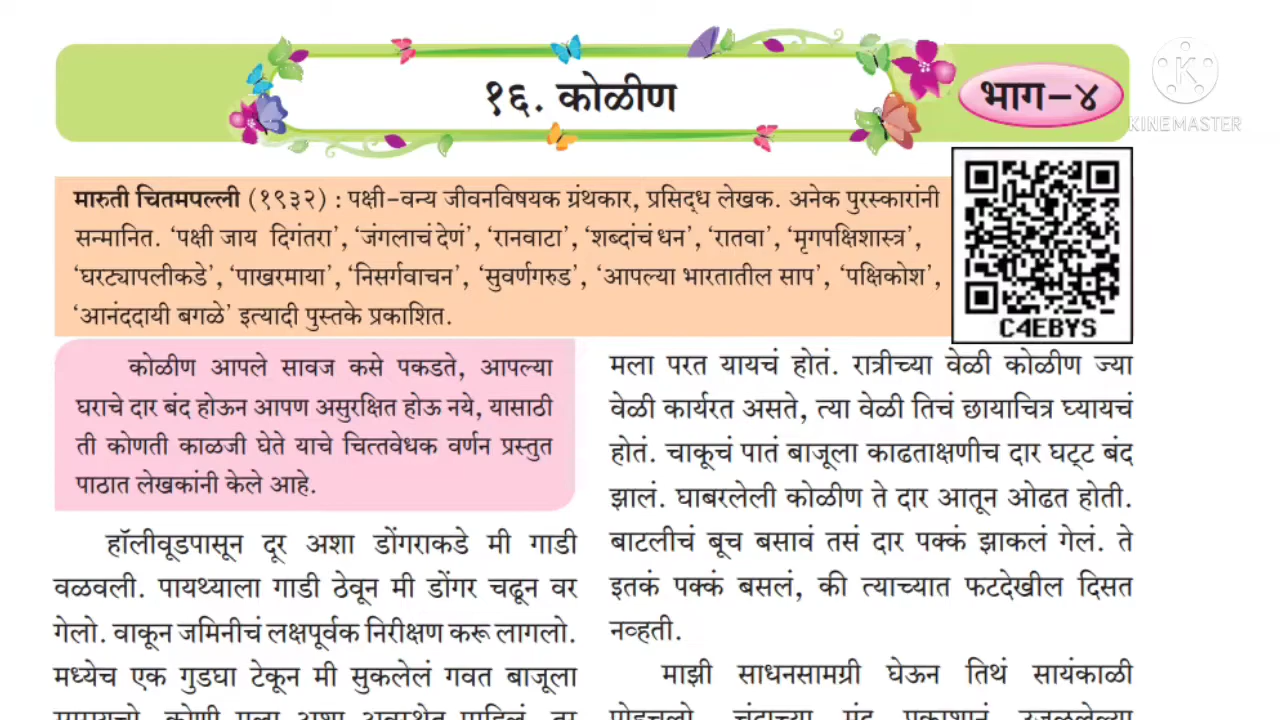 १६. कोळीण
भाग-४
KINEMASTER
मारुती चितमपल्ली (१९३२) : पक्षी-वन्य जीवनविषयक ग्रंथकार, प्रसिद्ध लेखक. अनेक पुरस्कारांनी
सन्मानित. ‘पक्षी जाय दिगंतरा’, ‘जंगलाचं देणं’, ‘रानवाटा’, ‘शब्दांचं धन’, ‘रातवा’, ‘मृगपक्षिशास्त्र’,
‘घरट्यापलीकडे’, ‘पाखरमाया’, ‘निसर्गवाचन’, ‘सुवर्णगरुड’, ‘आपल्या भारतातील साप’, ‘पक्षिकोश’,
‘आनंददायी बगळे’ इत्यादी पुस्तके प्रकाशित.
C4EBYS
कोळीण आपले सावज कसे पकडते, आपल्या
घराचे दार बंद होऊन आपण असुरक्षित होऊ नये, यासाठी
ती कोणती काळजी घेते याचे चित्तवेधक वर्णन प्रस्तुत
पाठात लेखकांनी केले आहे.
हॉलीवूडपासून दूर अशा डोंगराकडे मी गाडी
वळवली. पायथ्याला गाडी ठेवून मी डोंगर चढून वर
गेलो. वाकून जमिनीचं लक्षपूर्वक निरीक्षण करू लागलो.
मध्येच एक गुडघा टेकून मी सुकलेलं गवत बाजूला
मला परत यायचं होतं. रात्रीच्या वेळी कोळीण ज्या
वेळी कार्यरत असते, त्या वेळी तिचं छायाचित्र घ्यायचं
होतं. चाकूचं पातं बाजूला काढताक्षणीच दार घट्ट बंद
झालं. घाबरलेली कोळीण ते दार आतून ओढत होती.
बाटलीचं बूच बसावं तसं दार पक्कं झाकलं गेलं. ते
इतकं पक्कं बसलं, की त्याच्यात फटदेखील दिसत
नव्हती.
माझी साधनसामग्री घेऊन तिथं सायंकाळी